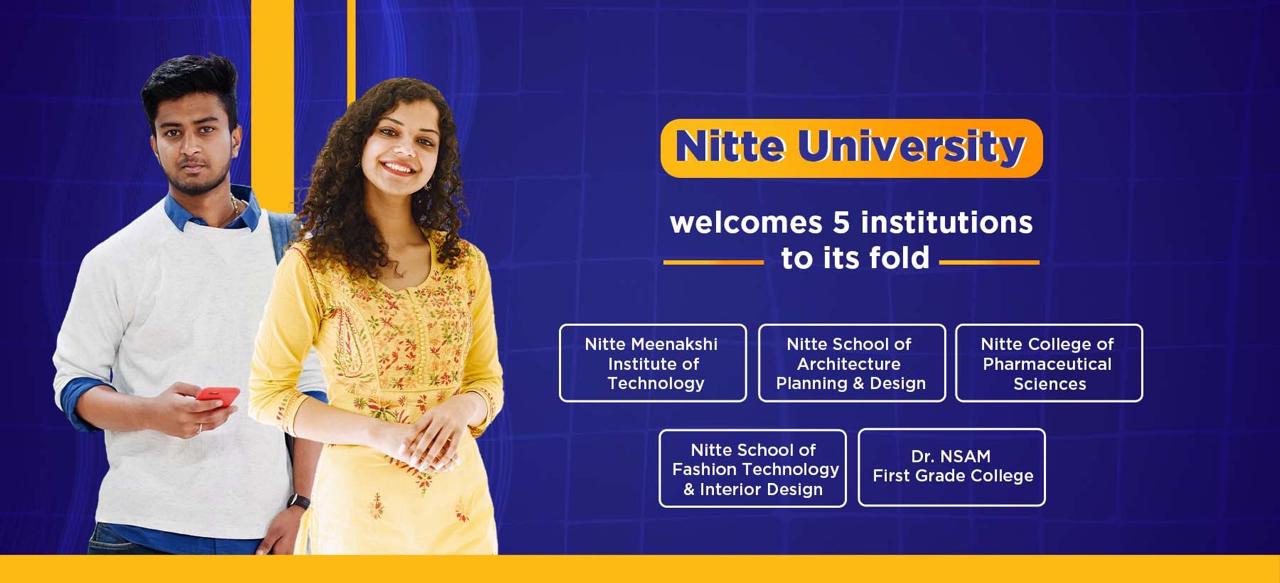 Nitte University
welcomes 5 institutions
to its fold
Nitte Meenakshi
Institute of
Technology
Nitte School of
Architecture
Planning & Design
Nitte College of
Pharmaceutical
Sciences
Nitte School of
Fashion Technology
& Interior Design
Dr. NSAM
First Grade College